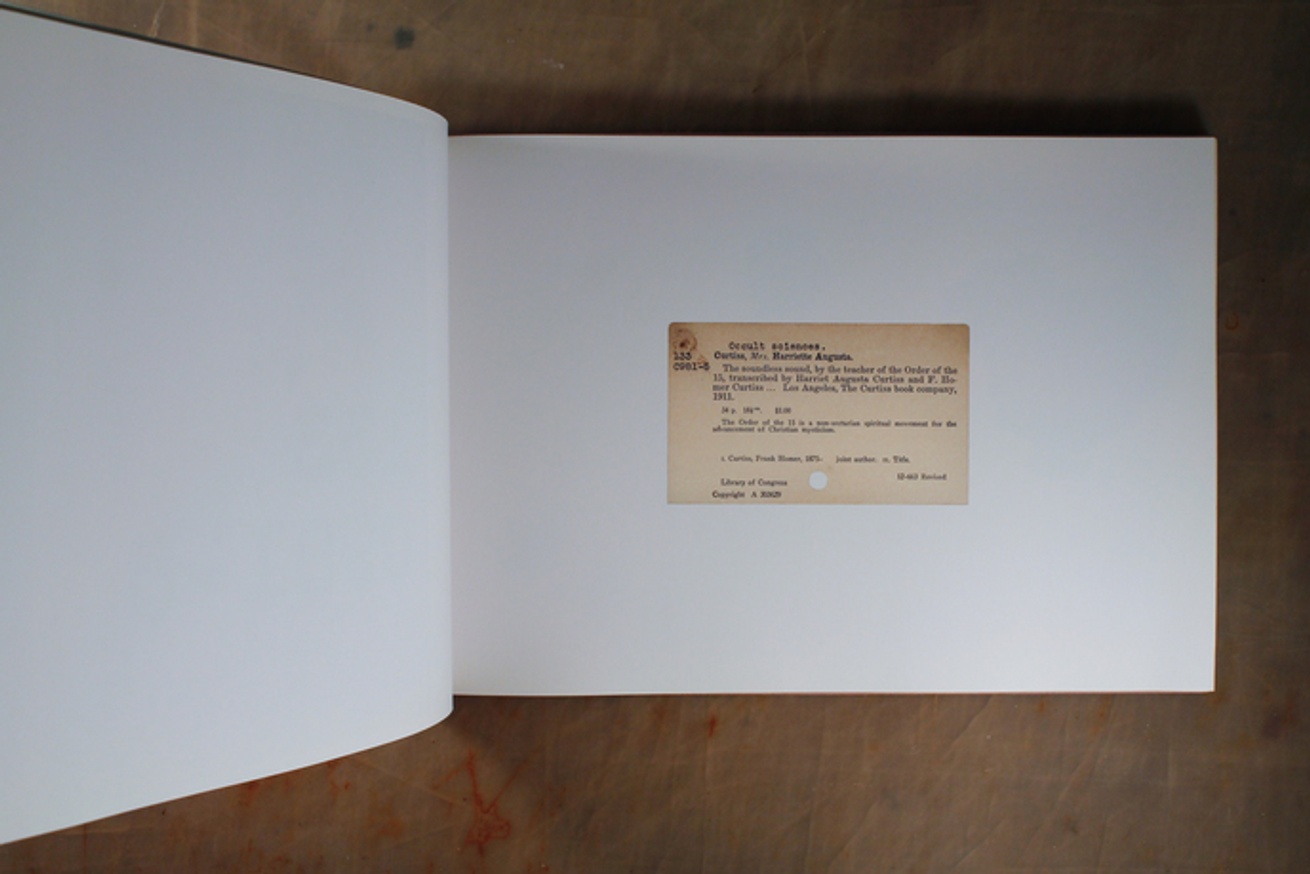 Occult sciences.
133 Curtiss, Mrs. Harriette Augusta.
C981-s The soundless sound, by the teacher of the Order of the
15, transcribed by Harriet Augusta Curtiss and F. Ho-
mer Curtiss ... Los Angeles, The Curtiss book company,
1911.
p. $1.00
The Order of the 15 is a non-sectarian spiritual movement for the
advancement of Christian mysticism.
Curtiss, Frank Homer, 1875- joint author. II. Title.
Revised
Library of Congress
Copyright A